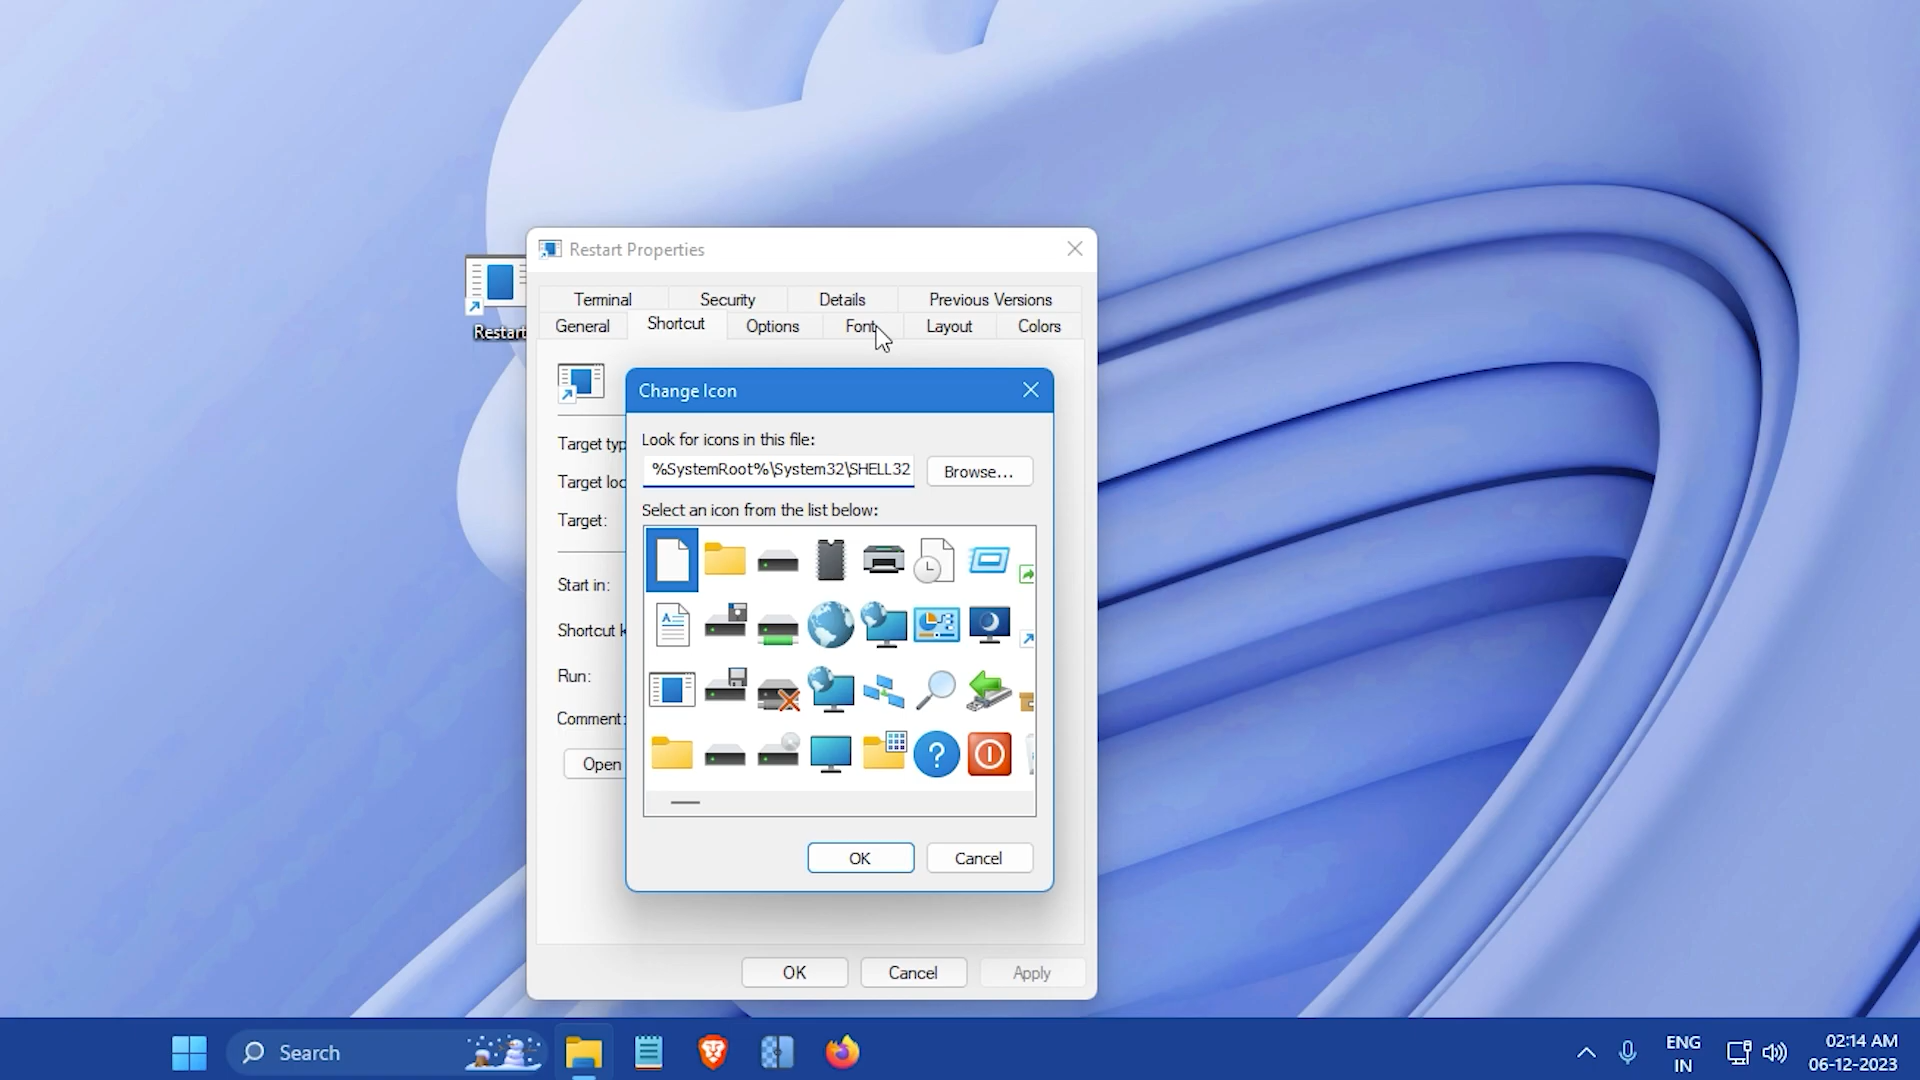 Restart
Restart Properties
Terminal
Security
Details
Previous Versions
General
Shortcut
Options
Font
Layout
Colors
Change Icon
Look for icons in this file:
%SystemRoot%\System32\SHELL32
Browse...
Select an icon from the list below:
Target typ
Target loc
Target:
Start in:
Shortcut k
Run:
Comment:
Open
OK
Cancel
OK
Cancel
Apply
Search
ENG
IN
02:14 AM
06-12-2023